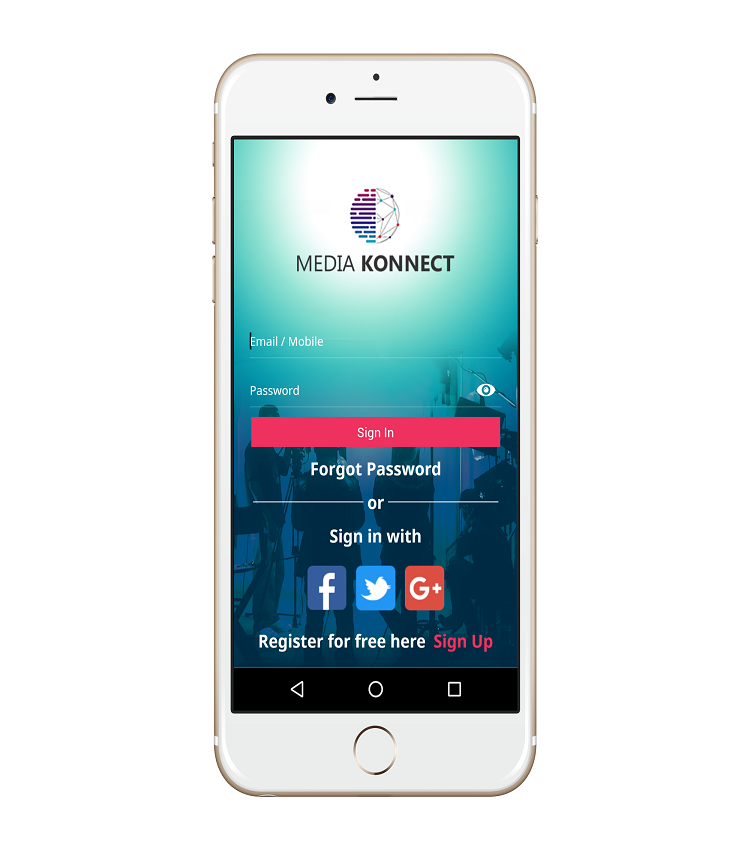 MEDIA KONNECT
Email / Mobile
Password
Sign In
Forgot Password
or
Sign in with
f G+
Register for free here Sign Up